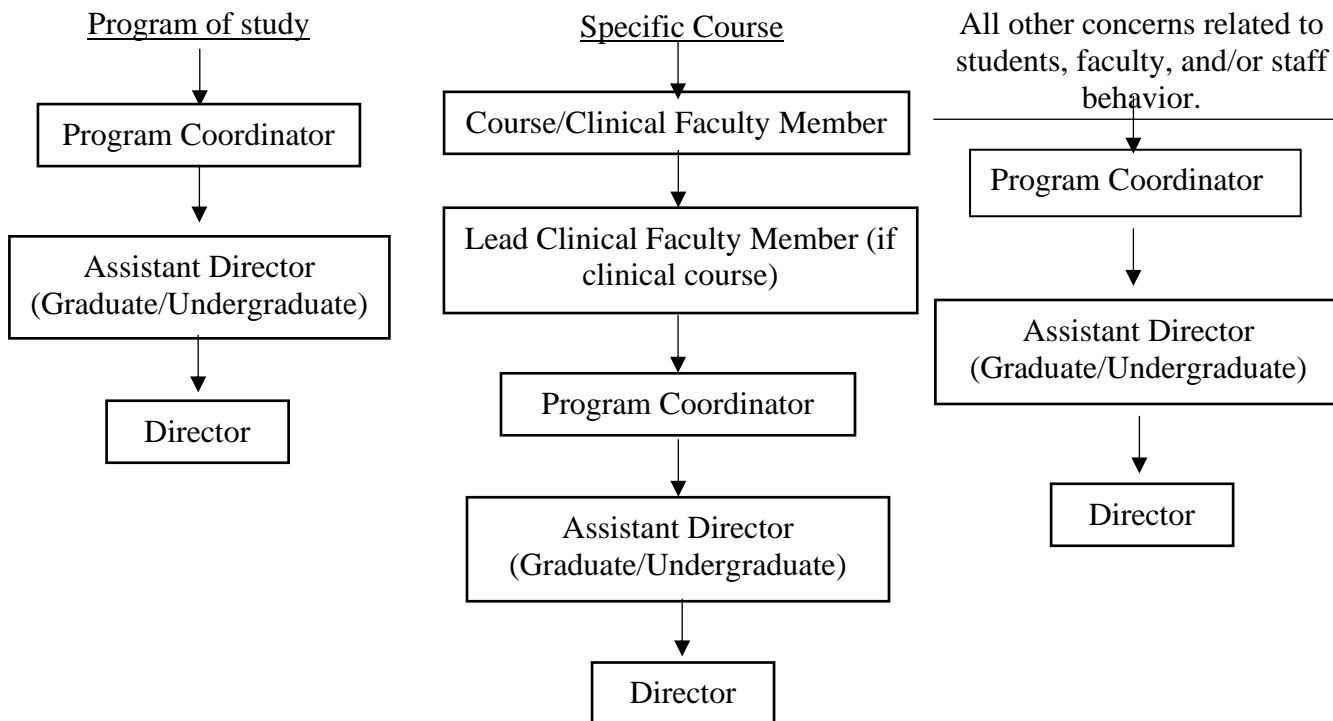 Program of study
Program Coordinator
Assistant Director
(Graduate/Undergraduate)
Director
Specific Course
Course/Clinical Faculty Member
Lead Clinical Faculty Member (if
clinical course)
Program Coordinator
Assistant Director
(Graduate/Undergraduate)
Director
All other concerns related to
students, faculty, and/or staff
behavior.
Program Coordinator
Assistant Director
(Graduate/Undergraduate)
Director